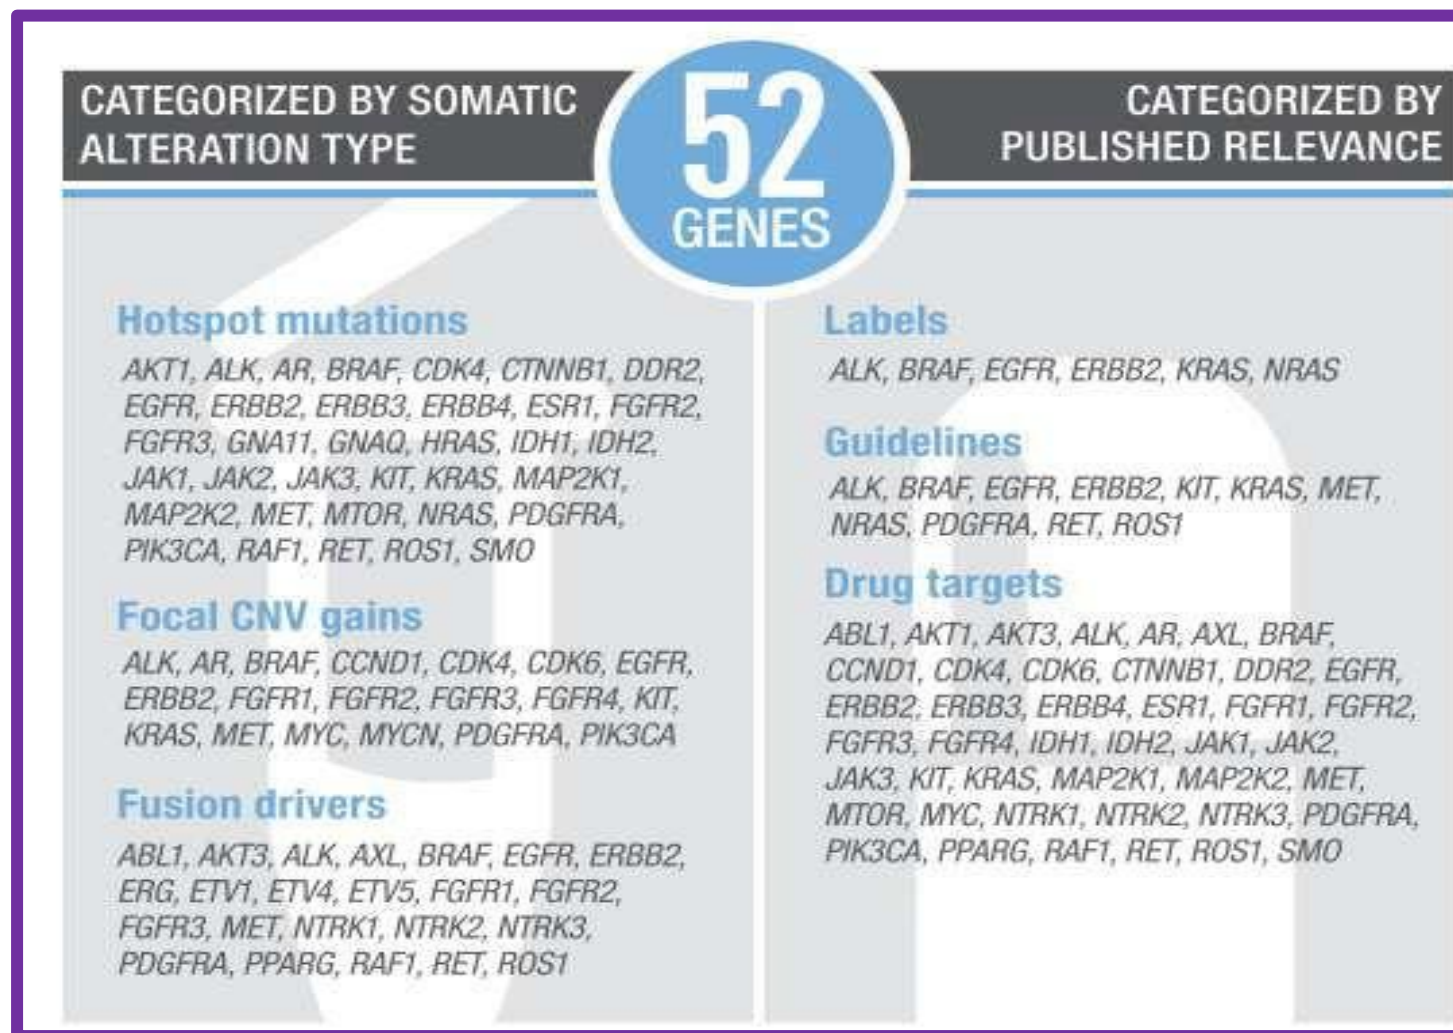 CATEGORIZED BY SOMATIC
ALTERATION TYPE
52
GENES
CATEGORIZED BY
PUBLISHED RELEVANCE
Hotspot mutations
AKT1, ALK, AR, BRAF, CDK4, CTNNB1, DDR2,
EGFR, ERBB2, ERBB3, ERBB4, ESR1, FGFR2,
FGFR3, GNA11, GNAQ, HRAS, IDH1, IDH2,
JAK1, JAK2, JAK3, KIT, KRAS, MAP2K1,
MAP2K2, MET, MTOR, NRAS, PDGFRA,
PIK3CA, RAF1, RET, ROS1, SMO
Focal CNV gains
ALK, AR, BRAF, CCND1, CDK4, CDK6, EGFR,
ERBB2, FGFR1, FGFR2, FGFR3, FGFR4, KIT,
KRAS, MET, MYC, MYCN, PDGFRA, PIK3CA
Fusion drivers
ABL1, AKT3, ALK, AXL, BRAF, EGFR, ERBB2,
ERG, ETV1, ETV4, ETV5, FGFR1, FGFR2,
FGFR3, MET, NTRK1, NTRK2, NTRK3,
PDGFRA, PPARG, RAF1, RET, ROS1
Labels
ALK, BRAF, EGFR, ERBB2, KRAS, NRAS
Guidelines
ALK, BRAF, EGFR, ERBB2, KIT, KRAS, MET,
NRAS, PDGFRA, RET, ROS1
Drug targets
ABL1, AKT1, AKT3, ALK, AR, AXL, BRAF,
CCND1, CDK4, CDK6, CTNNB1, DDR2, EGFR,
ERBB2, ERBB3, ERBB4, ESR1, FGFR1, FGFR2,
FGFR3, FGFR4, IDH1, IDH2, JAK1, JAK2,
JAK3, KIT, KRAS, MAP2K1, MAP2K2, MET,
MTOR, MYC, NTRK1, NTRK2, NTRK3, PDGFRA,
PIK3CA, PPARG, RAF1, RET, ROS1, SMO